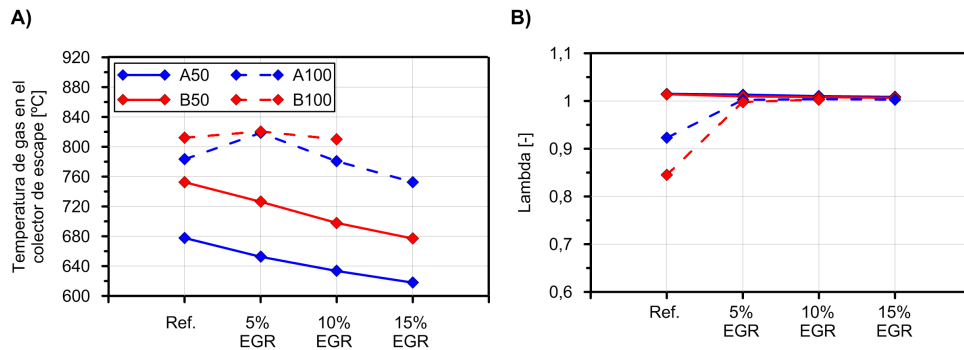 A)
Temperatura de gas en el
colector de escape [ºC]
920
880
840
800
760
720
680
640
600
A50
A100
B50
B100
Ref.
5%
EGR
10%
EGR
15%
EGR
B)
Lambda [-]
1,1
1
0,9
0,8
0,7
0,6
Ref.
5%
EGR
10%
EGR
15%
EGR